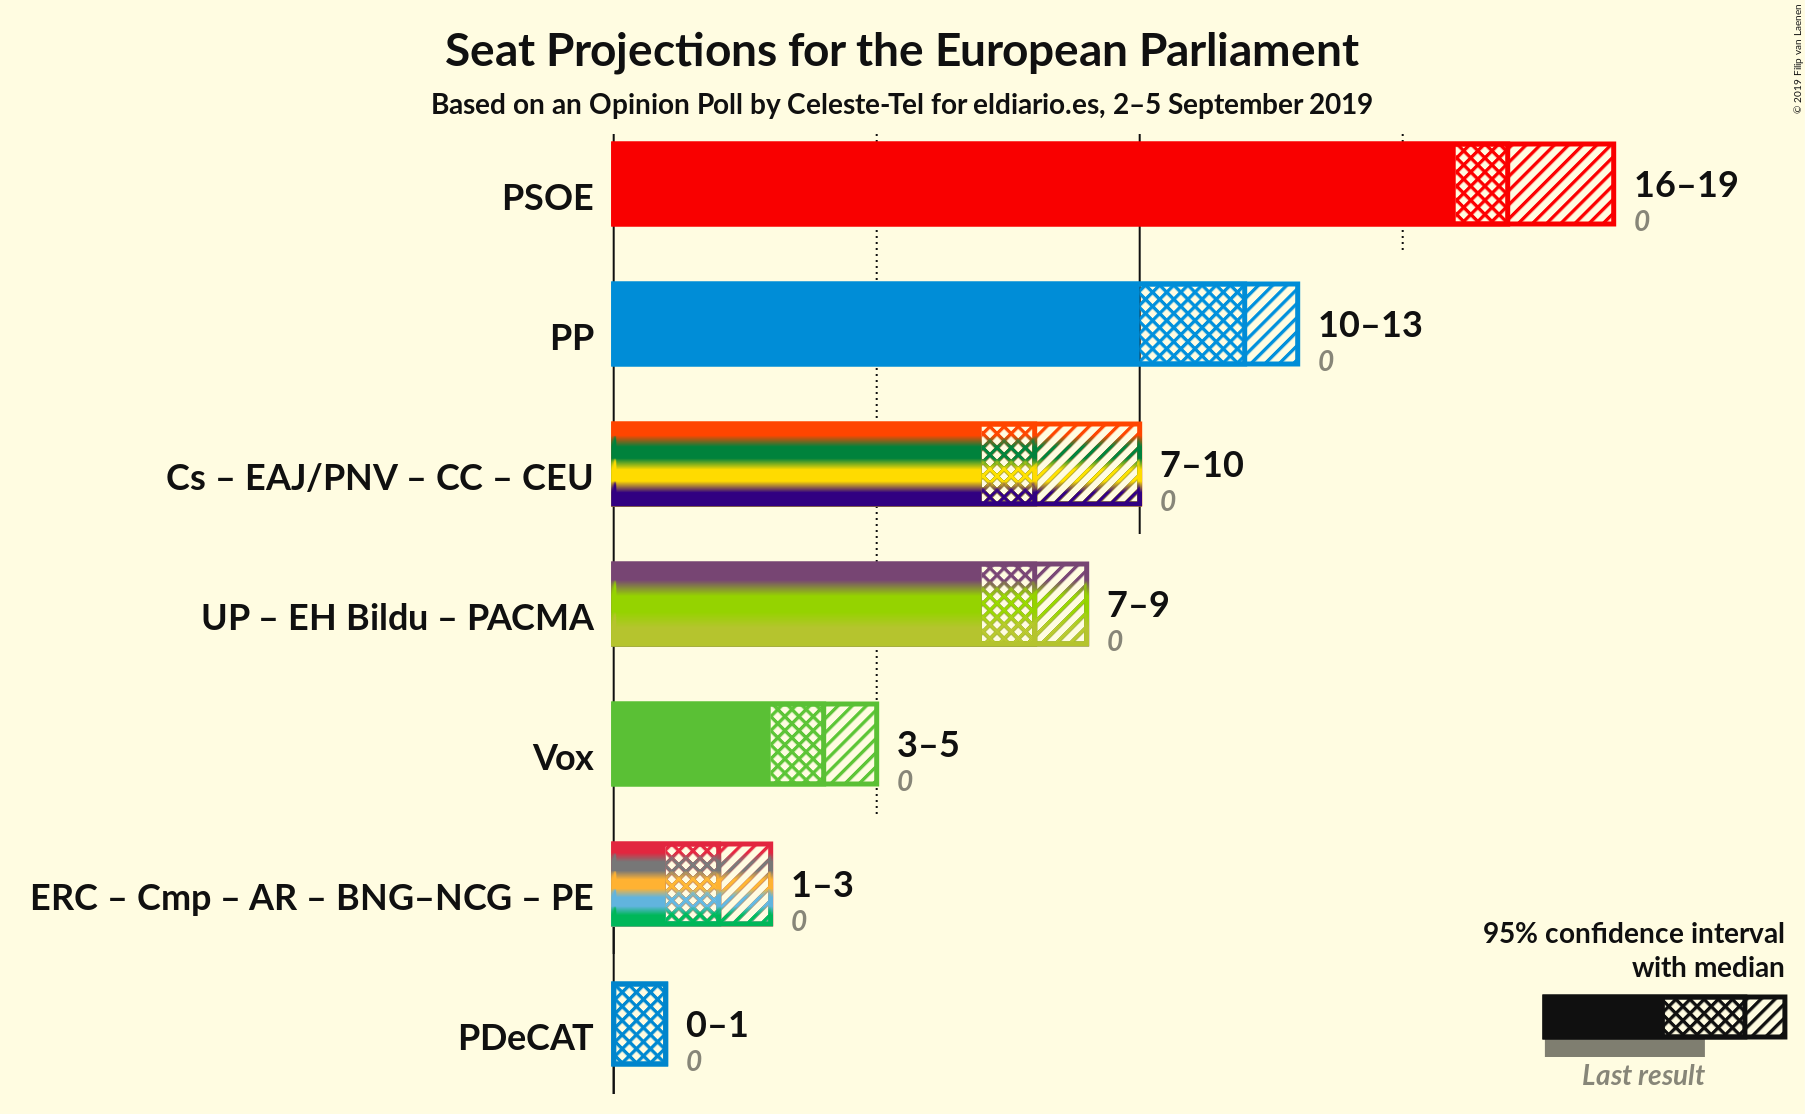 Seat Projections for the European Parliament
Based on an Opinion Poll by Celeste-Tel for eldiario.es, 2–5 September 2019
© 2019 Filip van Laenen
PSOE
16–19
0
PP
10–13
0
Cs – EAJ/PNV – CC – CEU
7–10
0
UP – EH Bildu – PACMA
7–9
0
Vox
3–5
0
ERC – Cmp – AR – BNG–NCG – PE
1–3
0
PDeCAT
0–1
0
95% confidence interval
with median
Last result